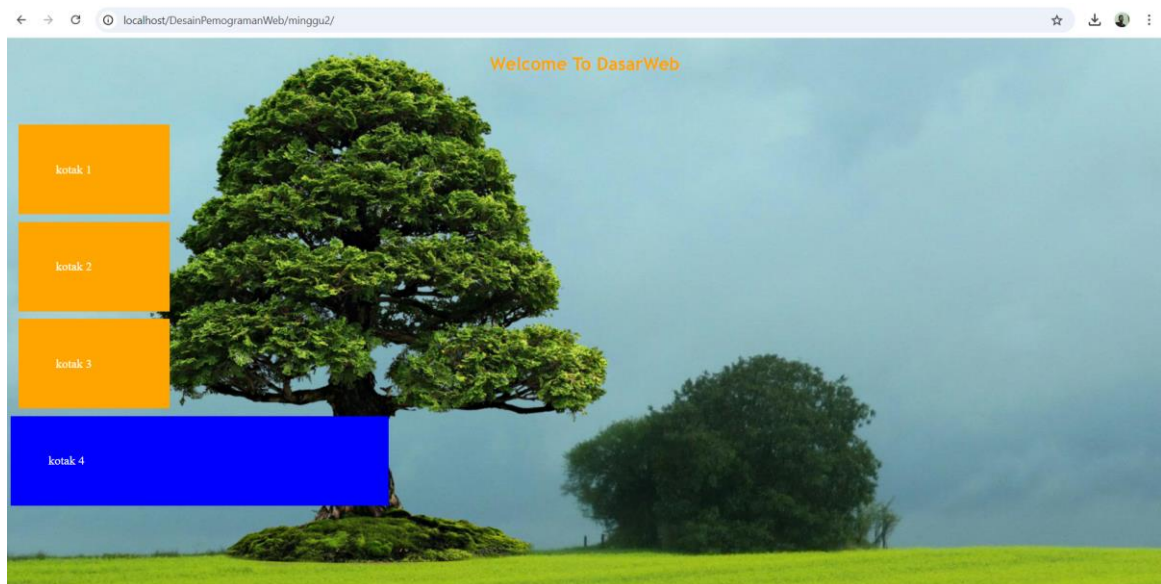 localhost/DesainPemogramanWeb/minggu2/
Welcome To DasarWeb
kotak 1
kotak 2
kotak 3
kotak 4